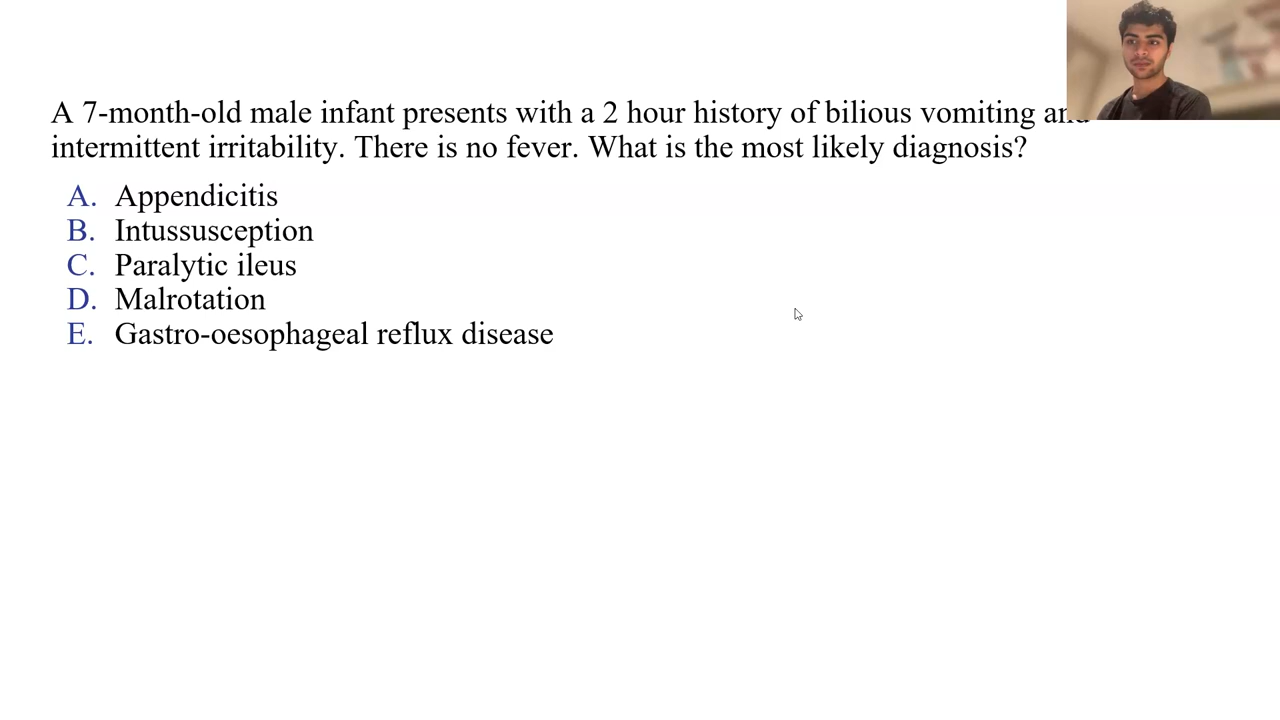 A 7-month-old male infant presents with a 2 hour history of bilious vomiting and
intermittent irritability. There is no fever. What is the most likely diagnosis?
A. Appendicitis
B. Intussusception
C. Paralytic ileus
D. Malrotation
E. Gastro-oesophageal reflux disease